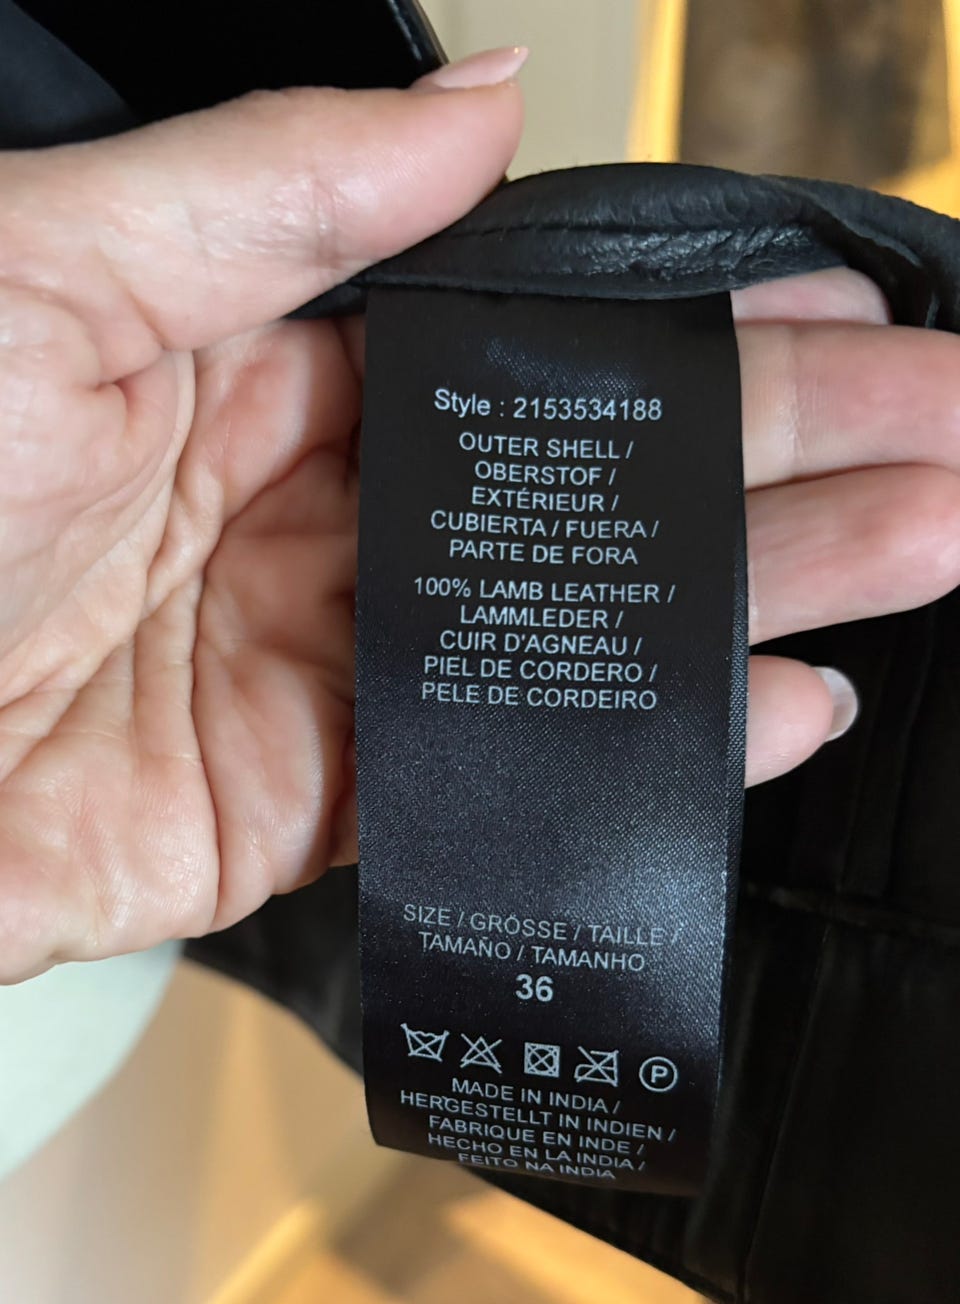 Style : 2153534188
OUTER SHELL /
OBERSTOF /
EXTÉRIEUR /
CUBIERTA / FUERA /
PARTE DE FORA
100% LAMB LEATHER /
LAMMLEDER /
CUIR D'AGNEAU /
PIEL DE CORDERO /
PELE DE CORDEIRO
SIZE / GRÓSSE / TAILLE /
TAMAÑO / TAMANHO
36
P
MADE IN INDIA /
HERGESTELLT IN INDIEN /
FABRIQUE EN INDE /
HECHO EN LA INDIA /
FEITO NA INDIA